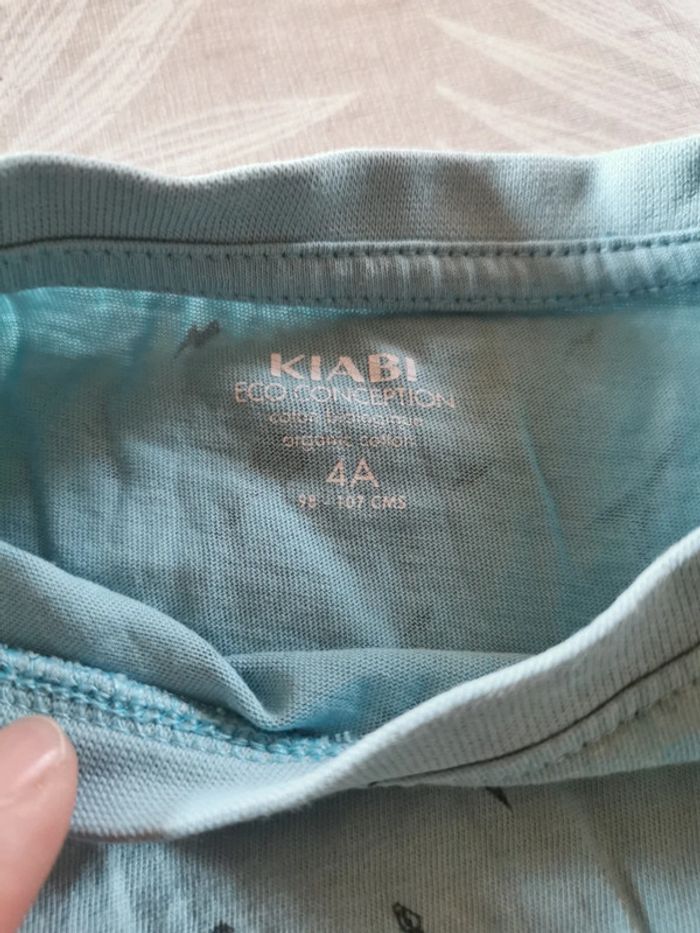 KIABI
ECO CONCEPTION
coton biologique
organic cotton
4A
98 - 107 CMS